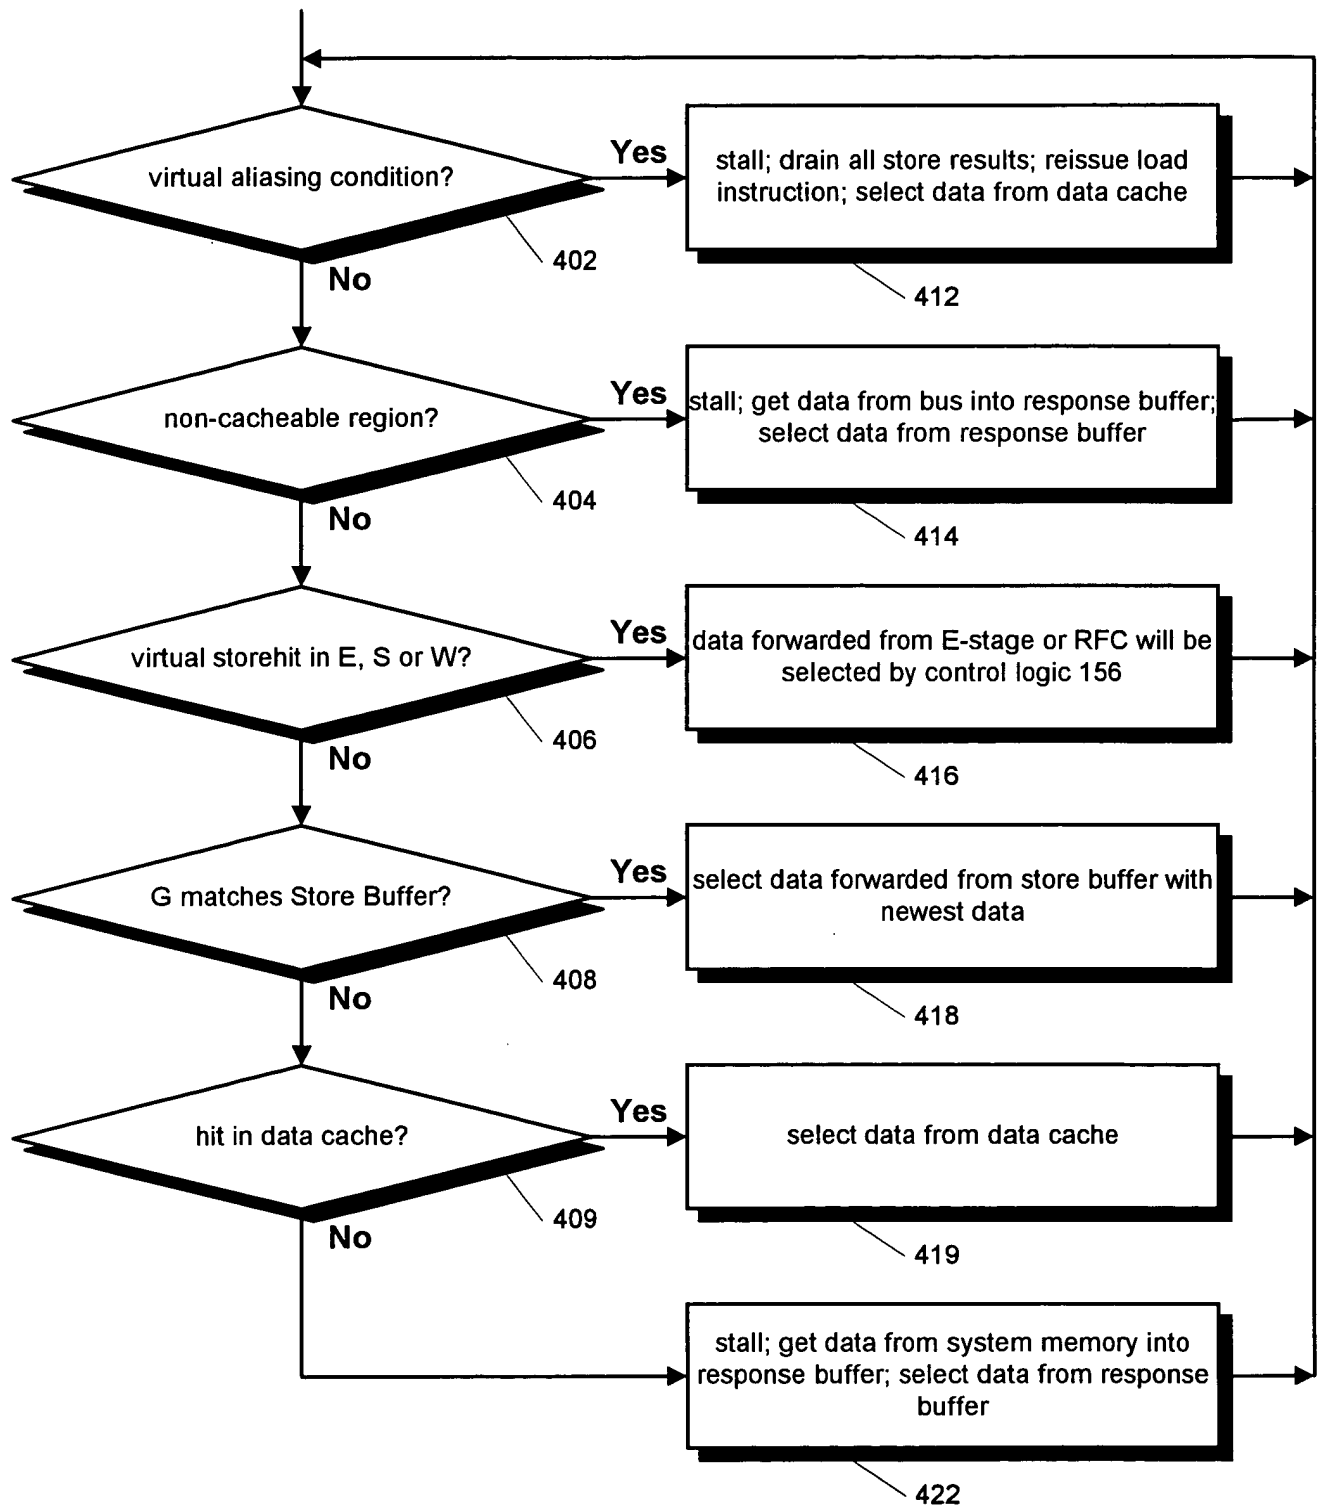 virtual aliasing condition?
Yes
stall; drain all store results; reissue load
instruction; select data from data cache
402
No
412
non-cacheable region?
Yes
stall; get data from bus into response buffer;
select data from response buffer
404
No
414
virtual storehit in E, S or W?
Yes
data forwarded from E-stage or RFC will be
selected by control logic 156
406
No
416
G matches Store Buffer?
Yes
select data forwarded from store buffer with
newest data
408
No
418
hit in data cache?
Yes
select data from data cache
409
No
419
stall; get data from system memory into
response buffer; select data from response
buffer
422